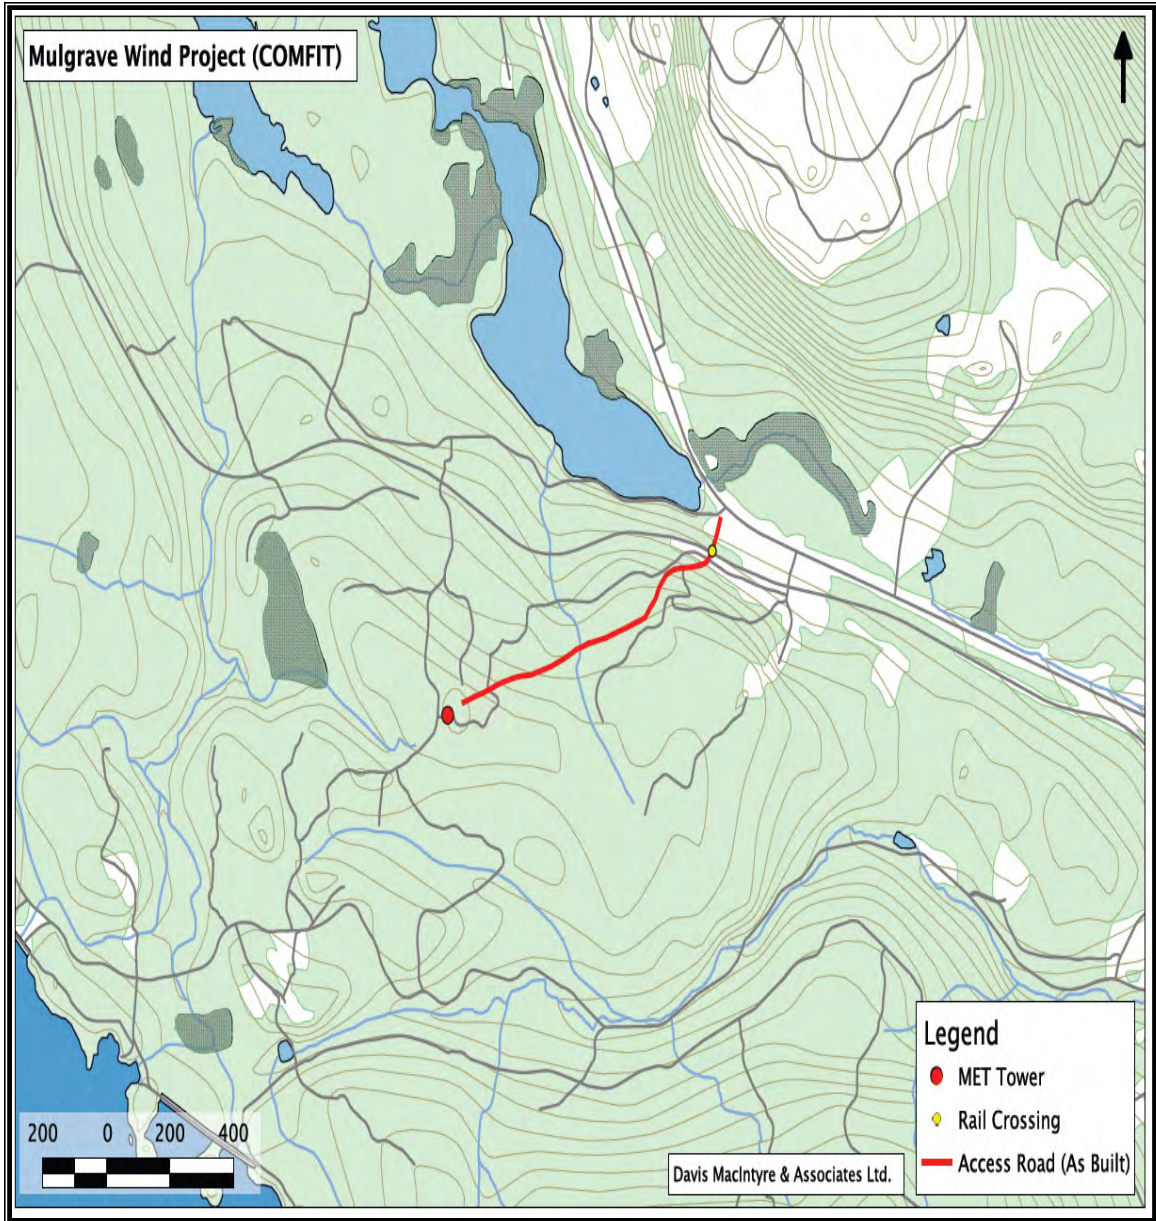 Mulgrave Wind Project (COMFIT)
Legend
MET Tower
Rail Crossing
Access Road (As Built)
200 0 200 400
Davis MacIntyre & Associates Ltd.